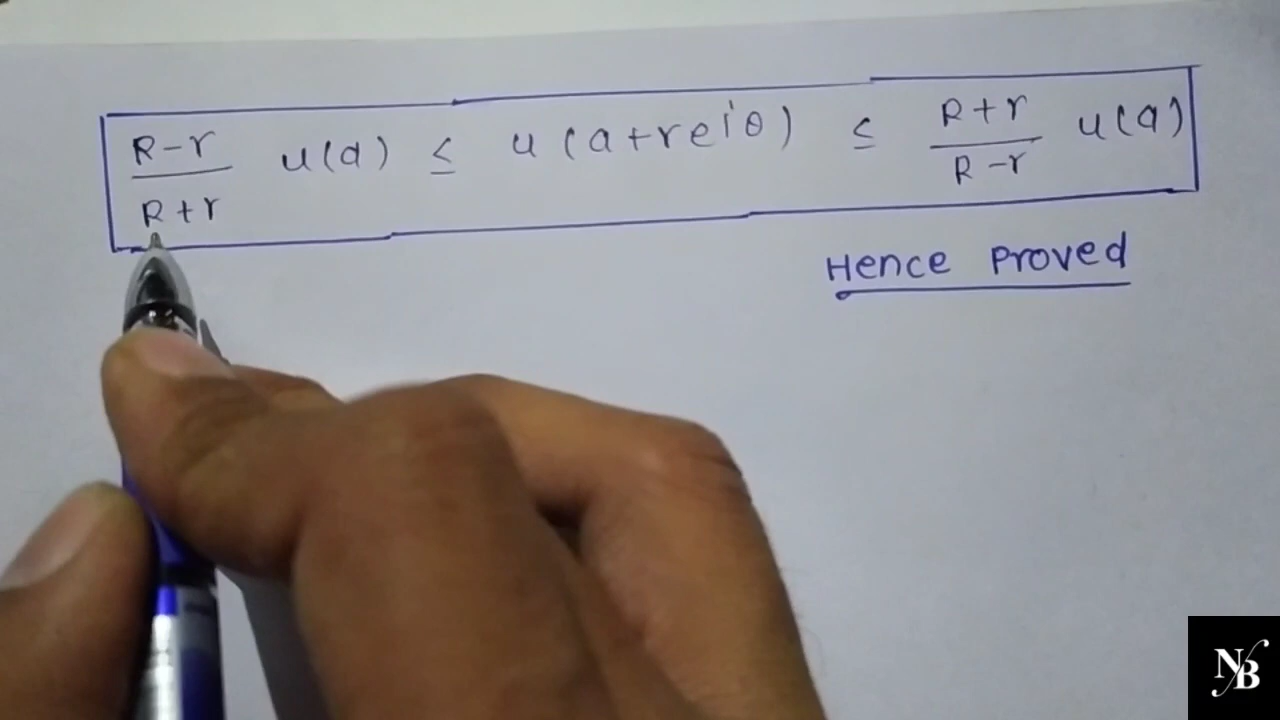 R-r/R+r u(a) ≤ u(a+re^iθ) ≤ R+r/R-r u(a)
Hence Proved
NB